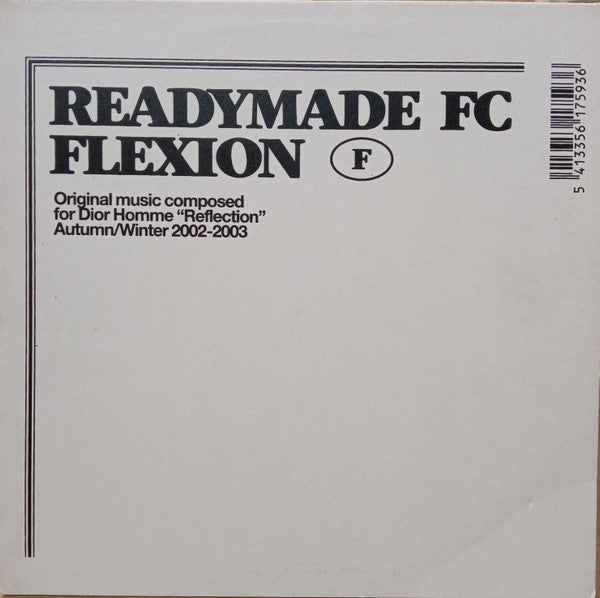 READYMADE FC
FLEXION F
Original music composed
for Dior Homme “Reflection”
Autumn/Winter 2002-2003
5 413356 175936